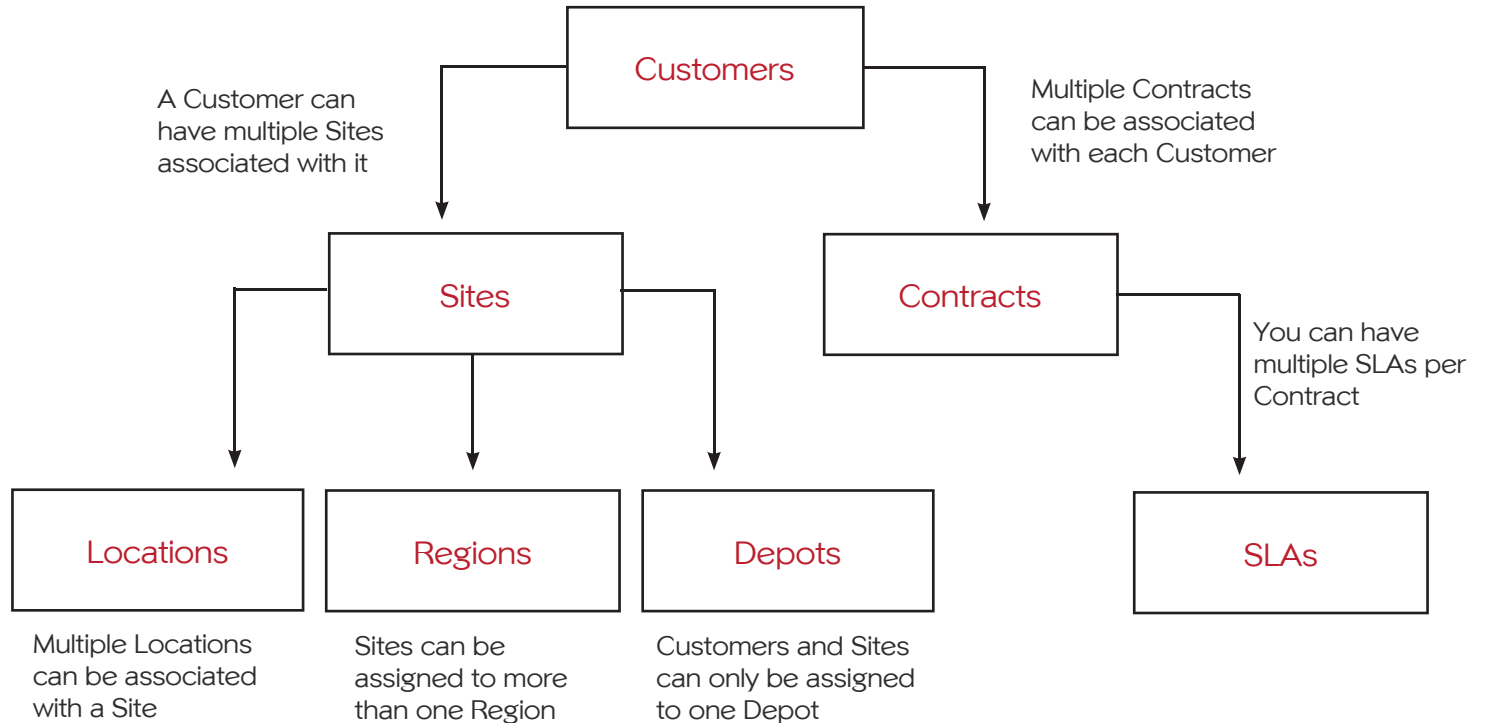 Customers
A Customer can
have multiple Sites
associated with it
Multiple Contracts
can be associated
with each Customer
Sites
Contracts
You can have
multiple SLAs per
Contract
Locations
Regions
Depots
SLAs
Multiple Locations
can be associated
with a Site
Sites can be
assigned to more
than one Region
Customers and Sites
can only be assigned
to one Depot